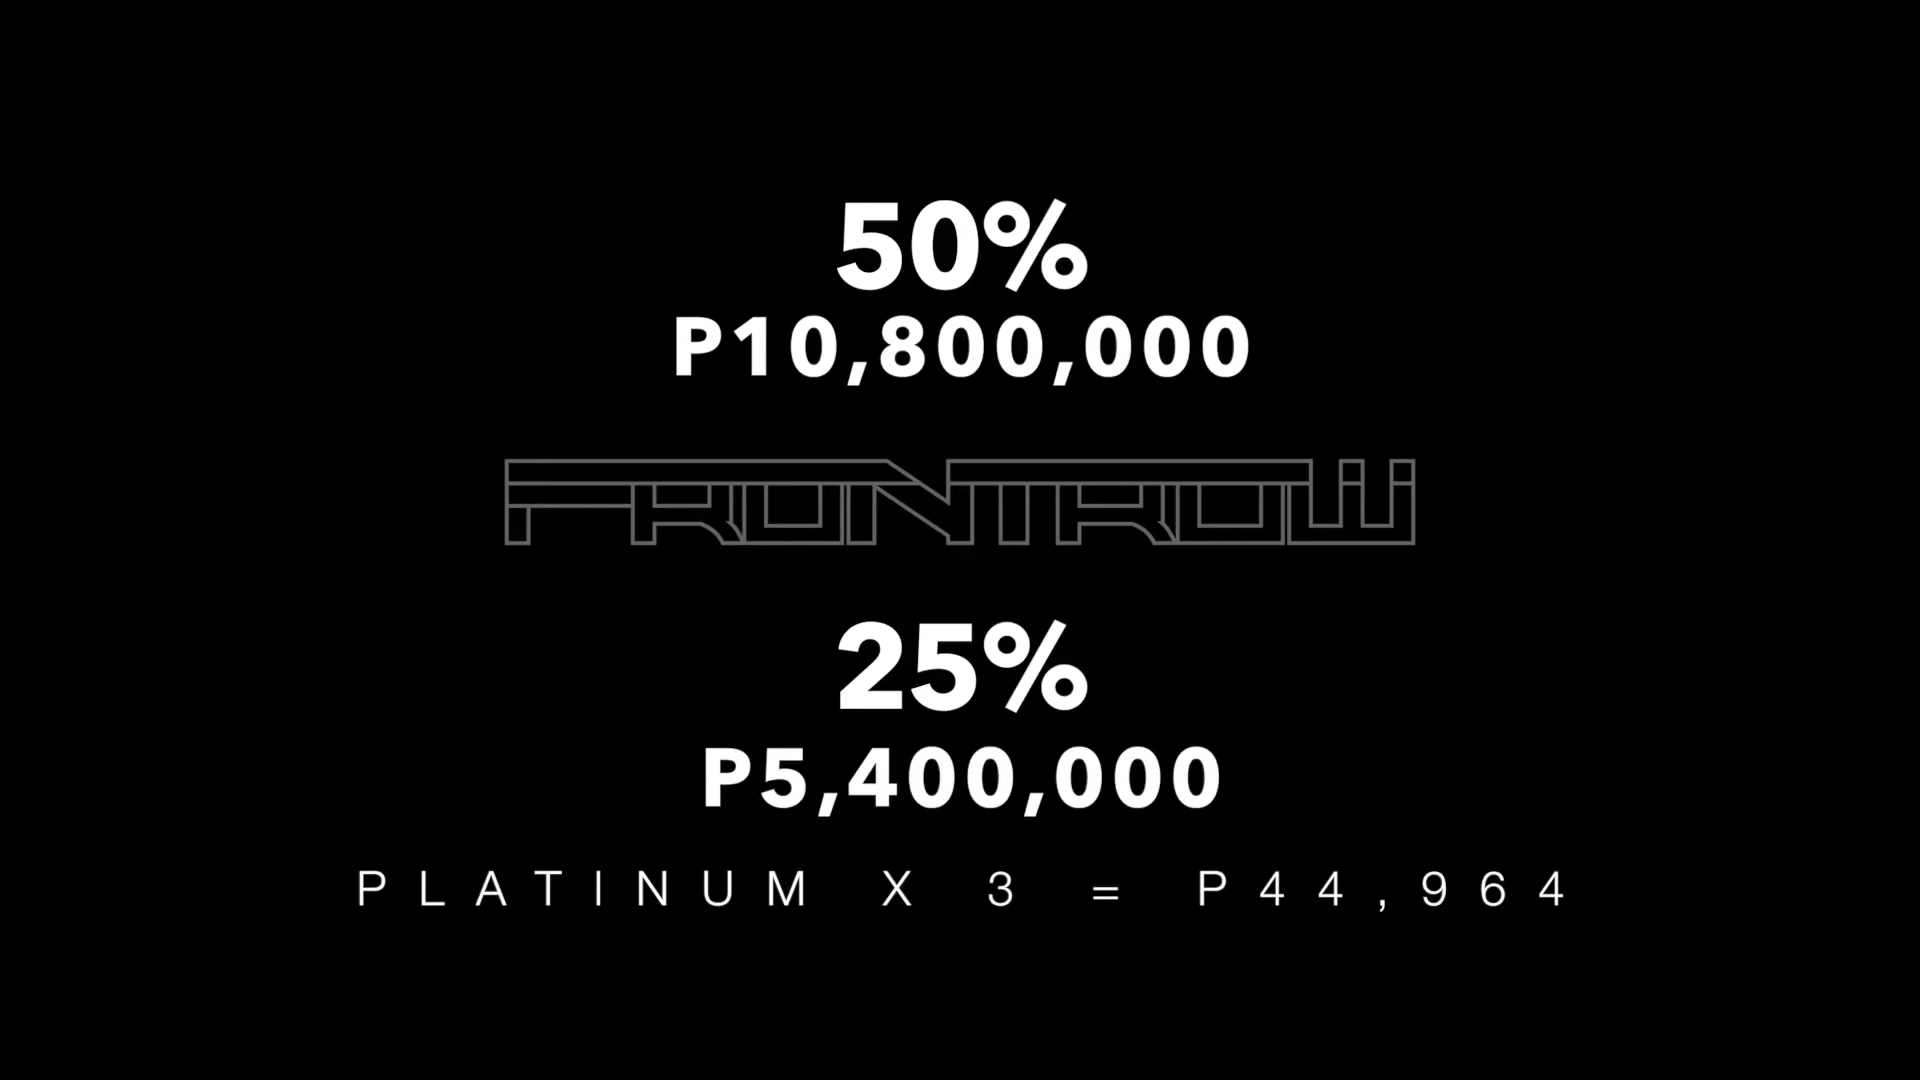 50%
P10,800,000
FRONTROW
25%
P5,400,000
PLATINUM X 3 = P44,964